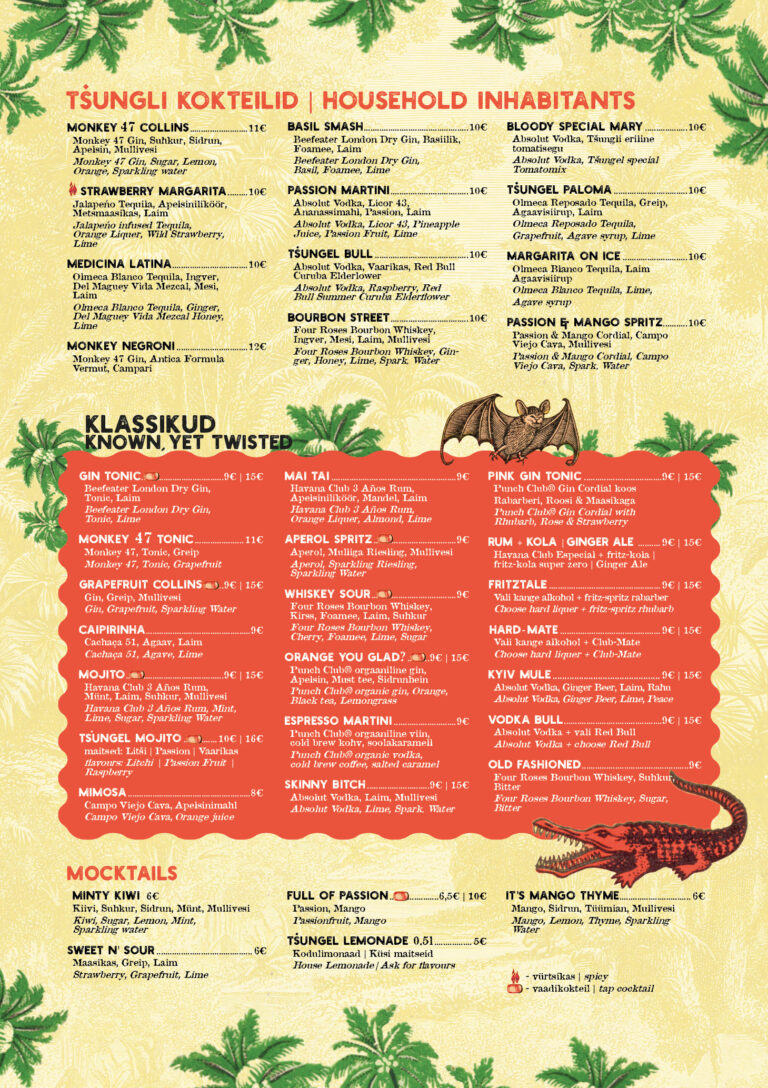 TŠUNGLI KOKTEILID | HOUSEHOLD INHABITANTS
MONKEY 47 COLLINS 11€
Monkey 47 Gin, Suhkur, Sidrun,
Apelsin, Mullivesi
Monkey 47 Gin, Sugar, Lemon,
Orange, Sparkling water
STRAWBERRY MARGARITA 10€
Jalapeño Tequila, Apelsiniliköör,
Metsmaasikas, Laim
Jalapeño infused Tequila,
Orange Liquer, Wild Strawberry,
Lime
MEDICINA LATINA 10€
Olmeca Blanco Tequila, Ingver,
Del Maguey Vida Mezcal, Mesi,
Laim
Olmeca Blanco Tequila, Ginger,
Del Maguey Vida Mezcal Honey,
Lime
MONKEY NEGRONI 12€
Monkey 47 Gin, Antica Formula
Vermut, Campari
BASIL SMASH 10€
Beefeater London Dry Gin, Basiilik,
Foamee, Laim
Beefeater London Dry Gin,
Basil, Foamee, Lime
PASSION MARTINI 10€
Absolut Vodka, Licor 43,
Ananassimahl, Passion, Laim
Absolut Vodka, Licor 43, Pineapple
Juice, Passion Fruit, Lime
TŠUNGEL BULL 10€
Absolut Vodka, Vaarikas, Red Bull
Curuba Elderlower
Absolut Vodka, Raspberry, Red
Bull Summer Curuba Elderflower
BOURBON STREET 10€
Four Roses Bourbon Whiskey,
Ingver, Mesi, Laim, Mullivesi
Four Roses Bourbon Whiskey, Gin-
ger, Honey, Lime, Spark. Water
BLOODY SPECIAL MARY 10€
Absolut Vodka, Tšungli eriline
tomatisegu
Absolut Vodka, Tšungel special
Tomatomix
TŠUNGEL PALOMA 10€
Olmeca Reposado Tequila, Greip,
Agaavisiirup, Laim
Olmeca Reposado Tequila,
Grapefruit, Agave syrup, Lime
MARGARITA ON ICE 10€
Olmeca Blanco Tequila, Laim
Agaavisiirup
Olmeca Blanco Tequila, Lime,
Agave syrup
PASSION & MANGO SPRITZ 10€
Passion & Mango Cordial, Campo
Viejo Cava, Mullivesi
Passion & Mango Cordial, Campo
Viejo Cava, Spark. Water
KLASSIKUD
KNOWN, YET TWISTED
GIN TONIC 9€ | 15€
Beefeater London Dry Gin,
Tonic, Laim
Beefeater London Dry Gin,
Tonic, Lime
MONKEY 47 TONIC 11€
Monkey 47, Tonic, Greip
Monkey 47, Tonic, Grapefruit
GRAPEFRUIT COLLINS 9€ | 15€
Gin, Greip, Mullivesi
Gin, Grapefruit, Sparkling Water
CAIPIRINHA 9€
Cachaça 51, Agaav, Laim
Cachaça 51, Agave, Lime
MOJITO 9€ | 15€
Havana Club 3 Años Rum,
Münt, Laim, Suhkur, Mullivesi
Havana Club 3 Años Rum, Mint,
Lime, Sugar, Sparkling Water
TŠUNGEL MOJITO 10€ | 16€
maitsed: Litši | Passion | Vaarikas
flavours: Litchi | Passion Fruit |
Raspberry
MIMOSA 8€
Campo Viejo Cava, Apelsinimahl
Campo Viejo Cava, Orange juice
MAI TAI 9€
Havana Club 3 Años Rum,
Apelsiniliköör, Mandel, Laim
Havana Club 3 Años Rum,
Orange Liquer, Almond, Lime
APEROL SPRITZ 9€
Aperol, Mulliga Riesling, Mullivesi
Aperol, Sparkling Riesling,
Sparkling Water
WHISKEY SOUR 9€
Four Roses Bourbon Whiskey,
Kirss, Foamee, Laim, Suhkur
Four Roses Bourbon Whiskey,
Cherry, Foamee, Lime, Sugar
ORANGE YOU GLAD? 9€ | 15€
Punch Club® orgaaniline gin,
Apelsin, Must tee, Sidrunhein
Punch Club® organic gin, Orange,
Black tea, Lemongrass
ESPRESSO MARTINI 9€
Punch Club® orgaaniline viin,
cold brew kohv, soolakaramell
Punch Club® organic vodka,
cold brew coffee, salted caramel
SKINNY BITCH 9€ | 15€
Absolut Vodka, Laim, Mullivesi
Absolut Vodka, Lime, Spark. Water
PINK GIN TONIC 9€ | 15€
Punch Club® Gin Cordial koos
Rabarberi, Roosi & Maasikaga
Punch Club® Gin Cordial with
Rhubarb, Rose & Strawberry
RUM + KOLA | GINGER ALE 9€ | 15€
Havana Club Especial + fritz-kola |
fritz-kola super zero | Ginger Ale
FRITZTALE 9€ | 15€
Vali kange alkohol + fritz-spritz rabarber
Choose hard liquer + fritz-spritz rhubarb
HARD-MATE 9€ | 15€
Vali kange alkohol + Club-Mate
Choose hard liquer + Club-Mate
KYIV MULE 9€ | 15€
Absolut Vodka, Ginger Beer, Laim, Rahu
Absolut Vodka, Ginger Beer, Lime, Peace
VODKA BULL 9€ | 15€
Absolut Vodka + vali Red Bull
Absolut Vodka + choose Red Bull
OLD FASHIONED 9€
Four Roses Bourbon Whiskey, Suhkur,
Bitter
Four Roses Bourbon Whiskey, Sugar,
Bitter
MOCKTAILS
MINTY KIWI 6€
Kiivi, Suhkur, Sidrun, Münt, Mullivesi
Kiwi, Sugar, Lemon, Mint,
Sparkling water
SWEET N' SOUR 6€
Maasikas, Greip, Laim
Strawberry, Grapefruit, Lime
FULL OF PASSION 6,5€ | 10€
Passion, Mango
Passionfruit, Mango
TŠUNGEL LEMONADE 0,5l 5€
Kodulimonaad | Küsi maitseid
House Lemonade | Ask for flavours
IT'S MANGO THYME 6€
Mango, Sidrun, Tüümian, Mullivesi
Mango, Lemon, Thyme, Sparkling
Water
- vürtsikas | spicy
- vaadikokteil | tap cocktail